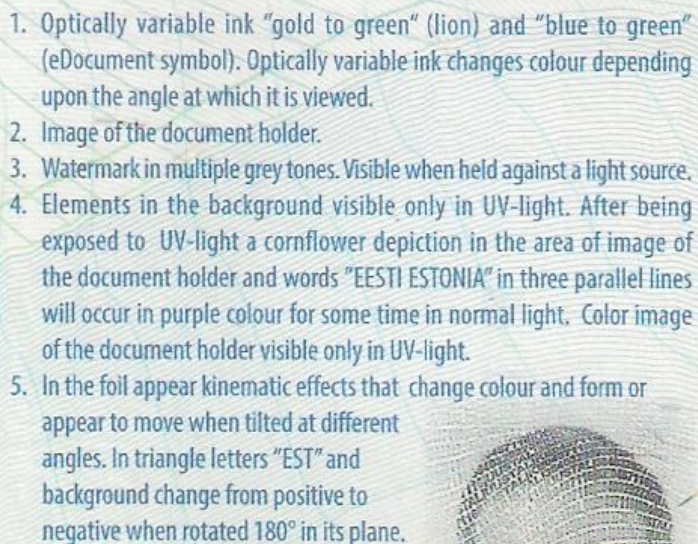 1. Optically variable ink "gold to green" (lion) and "blue to green"
(eDocument symbol). Optically variable ink changes colour depending
upon the angle at which it is viewed.
2. Image of the document holder.
3. Watermark in multiple grey tones. Visible when held against a light source.
4. Elements in the background visible only in UV-light. After being
exposed to UV-light a cornflower depiction in the area of image of
the document holder and words "EESTI ESTONIA" in three parallel lines
will occur in purple colour for some time in normal light. Color image
of the document holder visible only in UV-light.
5. In the foil appear kinematic effects that change colour and form or
appear to move when tilted at different
angles. In triangle letters "EST" and
background change from positive to
negative when rotated 180° in its plane.